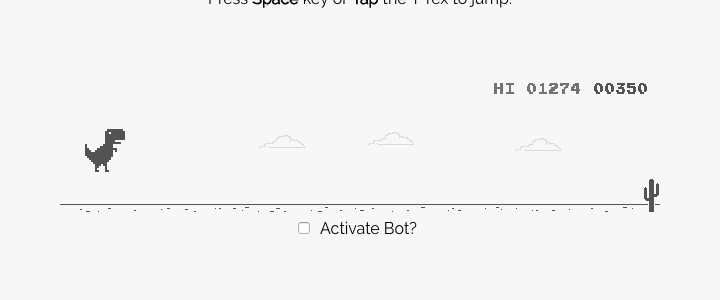 Press Space key or Tap the T-rex to jump.
HI 01274 00350
Activate Bot?